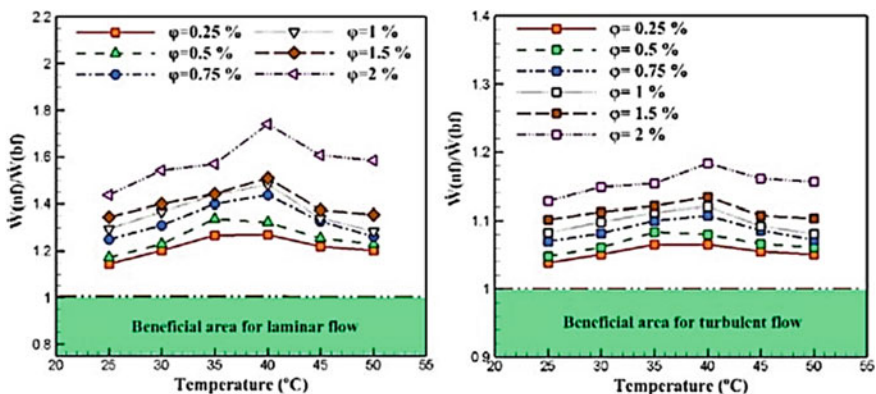 2.2
2
1.8
1.6
1.4
1.2
1
0.8
Ẇ(nf)/Ẇ(bf)
φ=0.25 %
φ=0.5 %
φ=0.75 %
φ=1 %
φ=1.5 %
φ=2 %
Beneficial area for laminar flow
20 25 30 35 40 45 50 55
Temperature (°C)
1.4
1.3
1.2
1.1
1
0.9
Ẇ(nf)/Ẇ(bf)
φ= 0.25 %
φ= 0.5 %
φ= 0.75 %
φ= 1 %
φ= 1.5 %
φ= 2 %
Beneficial area for turbulent flow
20 25 30 35 40 45 50 55
Temperature (°C)